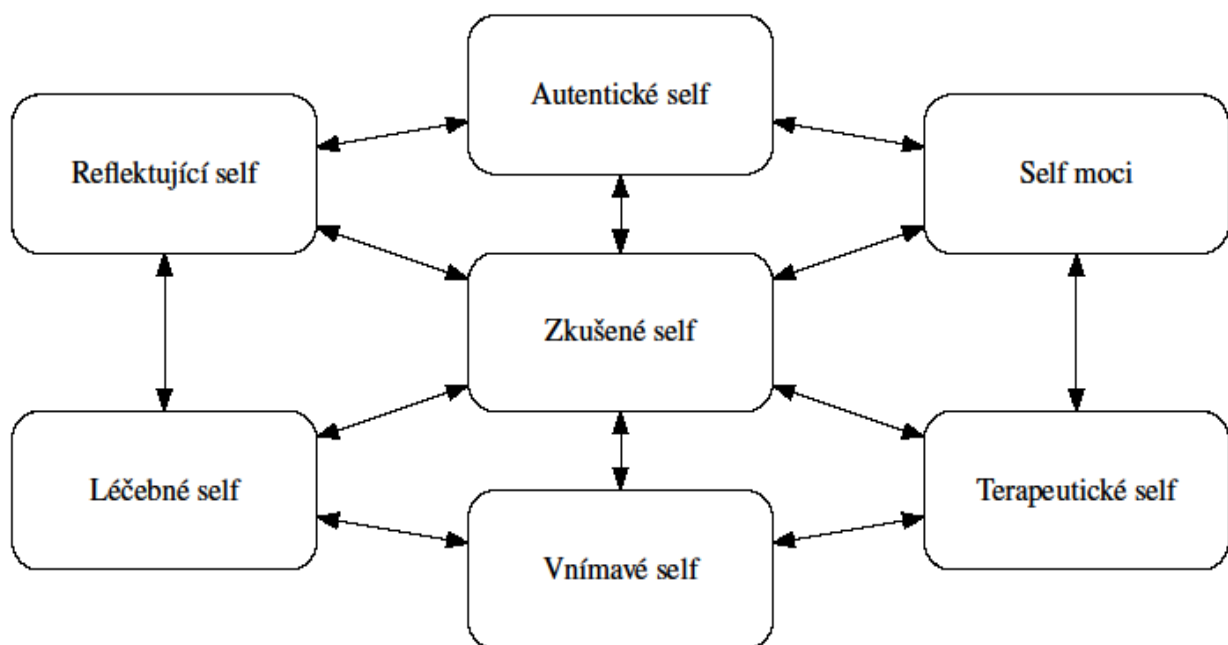 Autentické self
Reflektující self
Self moci
Zkušené self
Léčebné self
Terapeutické self
Vnímavé self